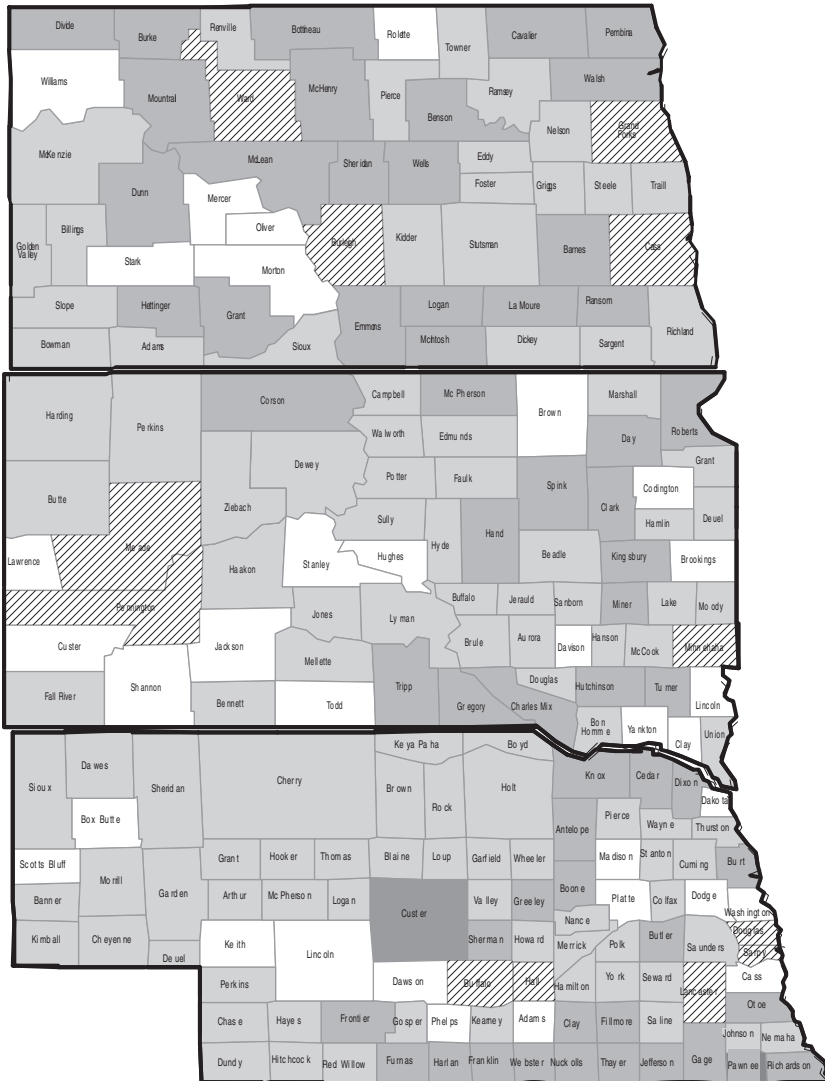 Divide
Burke
Renville
Bottineau
Rolette
Towner
Cavalier
Pembina
Williams
Mountrail
Ward
McHenry
Pierce
Benson
Ramsey
Walsh
McKenzie
Nelson
Grand
Forks
McLean
Sheridan
Wells
Eddy
Foster
Griggs
Steele
Traill
Dunn
Mercer
Oliver
Golden
Valley
Billings
Stark
Morton
Burleigh
Kidder
Stutsman
Barnes
Cass
Slope
Hettinger
Grant
Emmons
Logan
La Moure
Ransom
Bowman
Adams
Sioux
McIntosh
Dickey
Sargent
Richland
Harding
Perkins
Corson
Campbell
McPherson
Brown
Marshall
Roberts
Walworth
Edmunds
Day
Grant
Butte
Dewey
Ziebach
Potter
Faulk
Spink
Clark
Codington
Hamlin
Deuel
Lawrence
Meade
Haakon
Stanley
Sully
Hughes
Hyde
Hand
Beadle
Kingsbury
Brookings
Pennington
Jones
Lyman
Buffalo
Jerauld
Sanborn
Miner
Lake
Moody
Custer
Jackson
Mellette
Brule
Aurora
Davison
Hanson
McCook
Minnehaha
Fall River
Shannon
Bennett
Todd
Tripp
Gregory
Douglas
Charles Mix
Hutchinson
Turner
Lincoln
Bon
Homme
Yankton
Clay
Union
Sioux
Dawes
Box Butte
Sheridan
Cherry
Keya Paha
Boyd
Brown
Rock
Holt
Knox
Cedar
Dixon
Dakota
Antelope
Pierce
Wayne
Thurston
Scotts Bluff
Morrill
Garden
Grant
Hooker
Thomas
Blaine
Loup
Garfield
Wheeler
Madison
Stanton
Cuming
Burt
Banner
Arthur
McPherson
Logan
Custer
Valley
Greeley
Boone
Nance
Platte
Colfax
Dodge
Washington
Kimball
Cheyenne
Deuel
Keith
Lincoln
Sherman
Howard
Merrick
Polk
Butler
Saunders
Douglas
Sarpy
Perkins
Dawson
Buffalo
Hall
Hamilton
York
Seward
Lancaster
Cass
Otoe
Chase
Hayes
Frontier
Gosper
Phelps
Kearney
Adams
Clay
Fillmore
Saline
Johnson
Nemaha
Dundy
Hitchcock
Red Willow
Furnas
Harlan
Franklin
Webster
Nuckolls
Thayer
Jefferson
Gage
Pawnee
Richardson